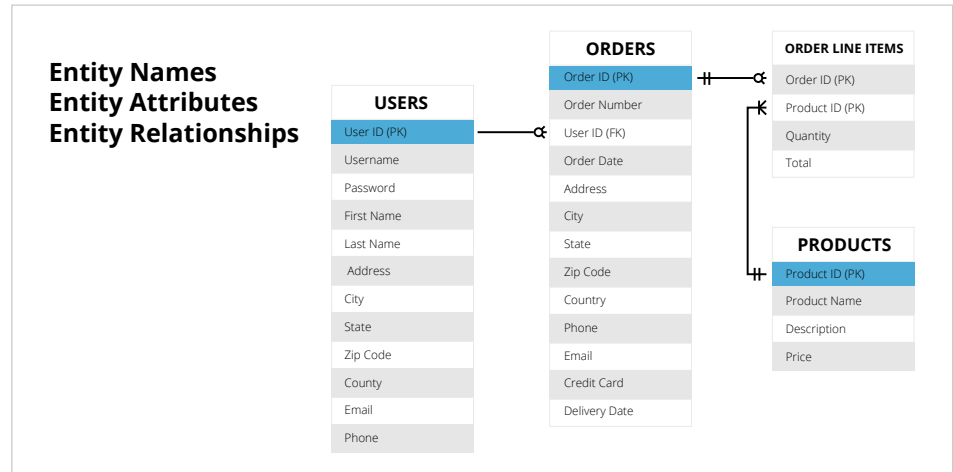 Entity Names
Entity Attributes
Entity Relationships
USERS
User ID (PK)
Username
Password
First Name
Last Name
Address
City
State
Zip Code
County
Email
Phone
ORDERS
Order ID (PK)
Order Number
User ID (FK)
Order Date
Address
City
State
Zip Code
Country
Phone
Email
Credit Card
Delivery Date
ORDER LINE ITEMS
Order ID (PK)
Product ID (PK)
Quantity
Total
PRODUCTS
Product ID (PK)
Product Name
Description
Price